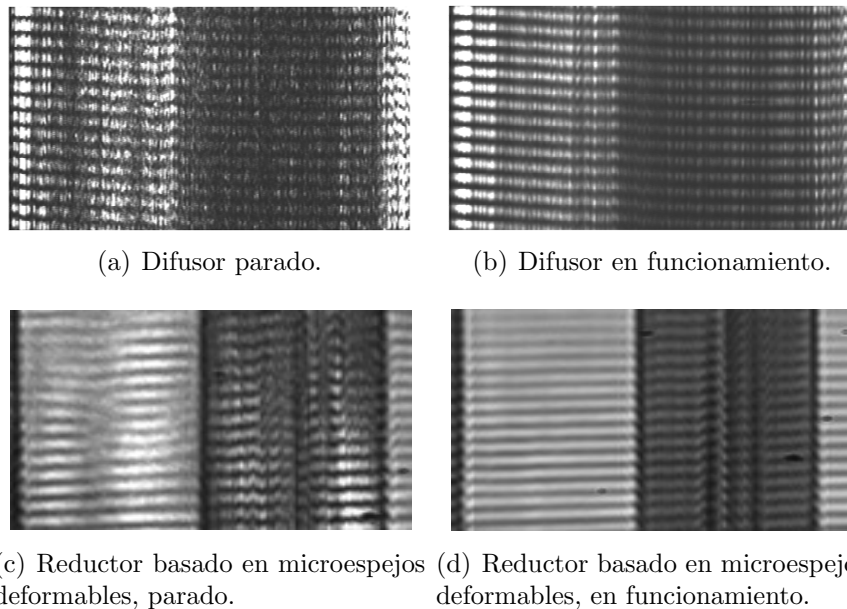 (a) Difusor parado.
(b) Difusor en funcionamiento.
(c) Reductor basado en microespejos
deformables, parado.
(d) Reductor basado en microespejo
deformables, en funcionamiento.